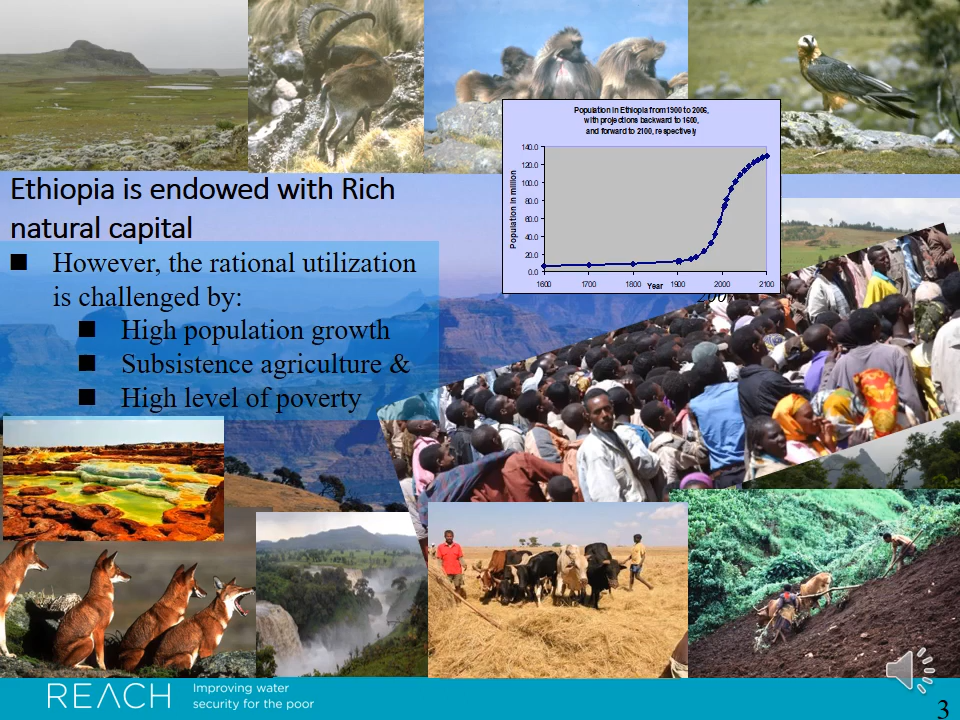 Ethiopia is endowed with Rich
natural capital
However, the rational utilization
is challenged by:
High population growth
Subsistence agriculture &
High level of poverty
Population in Ethiopia from 1900 to 2006,
with projections backward to 1600,
and forward to 2100, respectively
Population in million
140.0
120.0
100.0
80.0
60.0
40.0
20.0
0.0
1600 1700 1800 1900 2000 2100
Year
REACH
Improving water
security for the poor
3